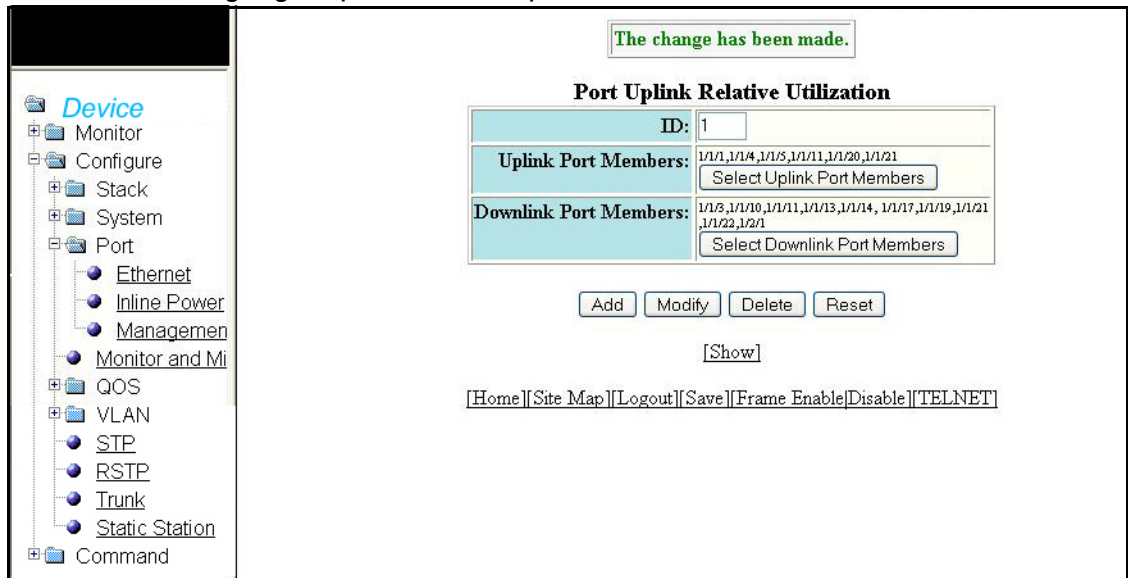 The change has been made.
Device
Monitor
Configure
Stack
System
Port
Ethernet
Inline Power
Managemen
Monitor and Mi
QOS
VLAN
STP
RSTP
Trunk
Static Station
Command
Port Uplink Relative Utilization
ID: 1
Uplink Port Members: 1/1/1,1/1/4,1/1/5,1/1/11,1/1/20,1/1/21
Select Uplink Port Members
Downlink Port Members: 1/1/3,1/1/10,1/1/11,1/1/13,1/1/14, 1/1/17,1/1/19,1/1/21
,1/1/22,1/2/1
Select Downlink Port Members
Add Modify Delete Reset
[Show]
[Home][Site Map][Logout][Save][Frame Enable|Disable][TELNET]